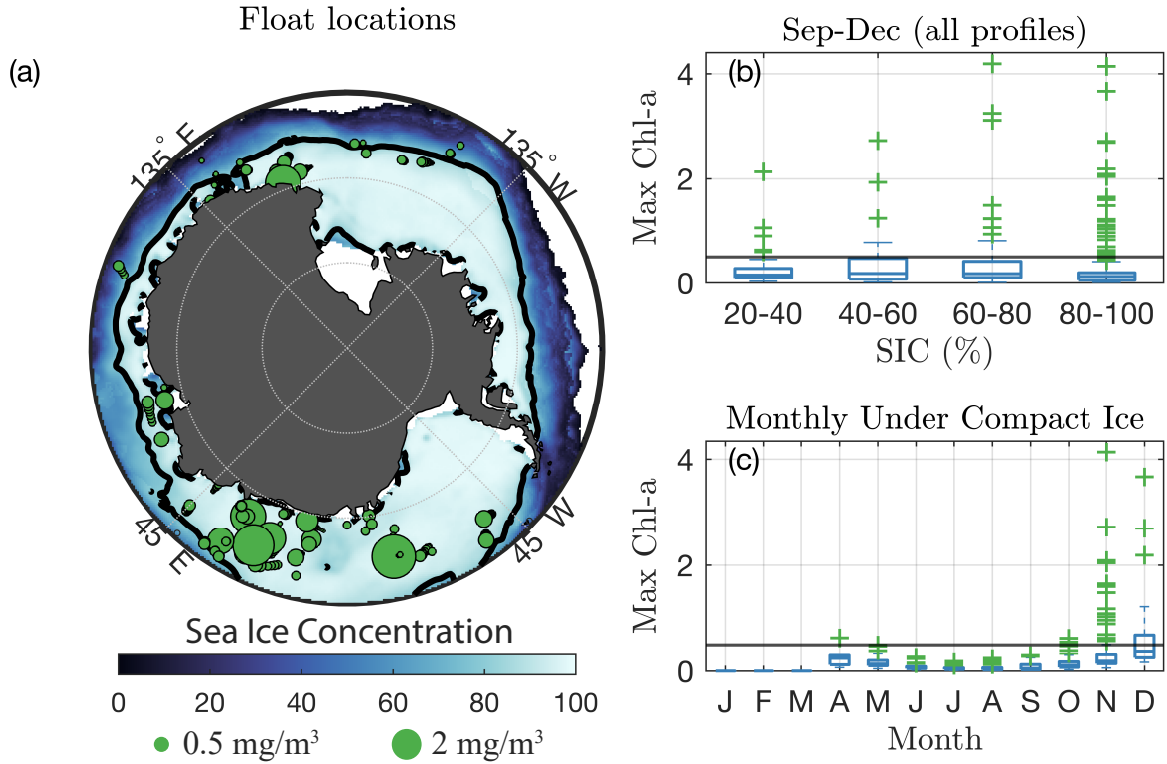 Float locations
(a)
135° E
135° W
45° E
45° W
Sea Ice Concentration
0 20 40 60 80 100
0.5 mg/m³
2 mg/m³
Sep-Dec (all profiles)
(b)
Max Chl-a
4
2
0
20-40 40-60 60-80 80-100
SIC (%)
Monthly Under Compact Ice
(c)
Max Chl-a
4
2
0
J F M A M J J A S O N D
Month